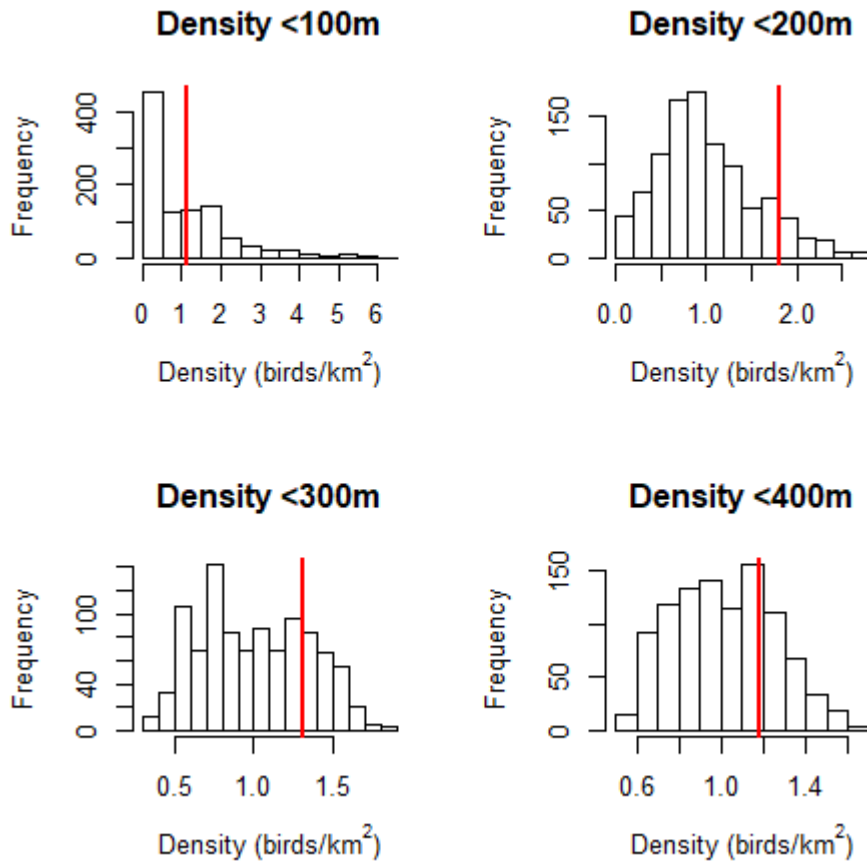 Density <100m
Frequency
0 200 400
0 1 2 3 4 5 6
Density (birds/km²)
Density <200m
Frequency
0 50 150
0.0 1.0 2.0
Density (birds/km²)
Density <300m
Frequency
0 40 100
0.5 1.0 1.5
Density (birds/km²)
Density <400m
Frequency
0 50 150
0.6 1.0 1.4
Density (birds/km²)